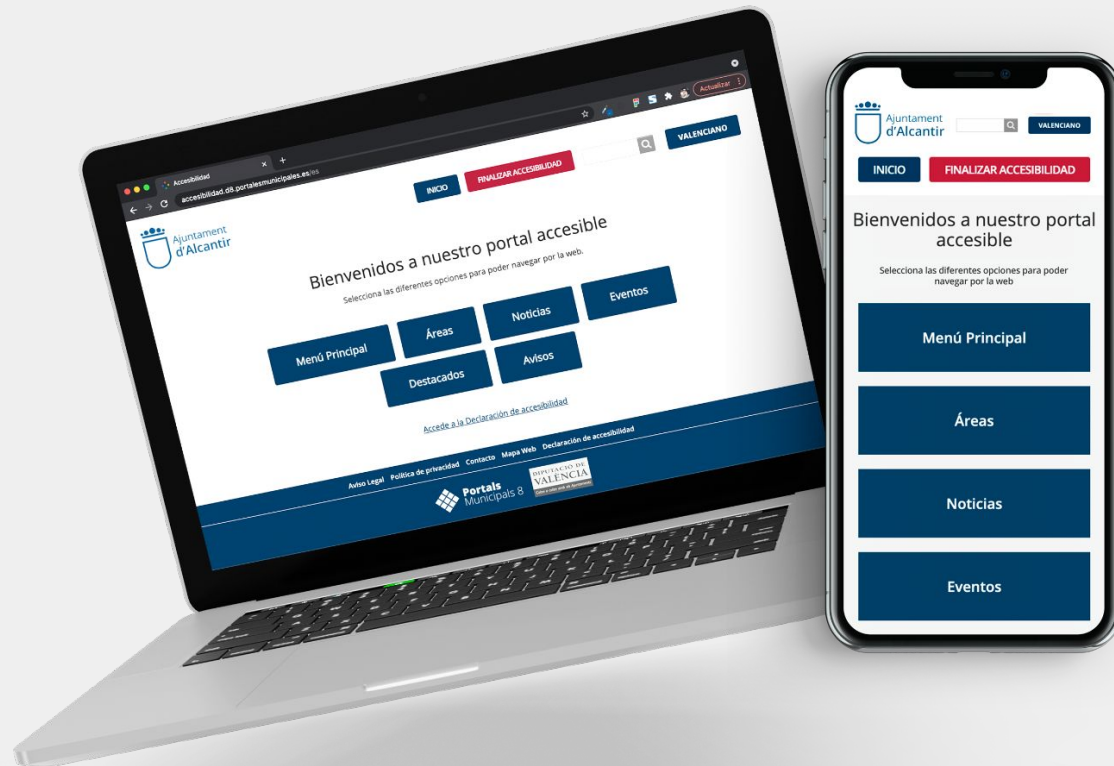 Accesibilidad
accesibilidad.d8.portalesmunicipales.es/es
Actualizar
Ajuntament
d'Alcantir
INICIO
FINALIZAR ACCESIBILIDAD
VALENCIANO
Bienvenidos a nuestro portal accesible
Selecciona las diferentes opciones para poder navegar por la web.
Menú Principal
Áreas
Noticias
Eventos
Destacados
Avisos
Accede a la Declaración de accesibilidad
Aviso Legal Política de privacidad Contacto Mapa Web Declaración de accesibilidad
Portals
Municipals 8
DIPUTACIÓ DE
VALÈNCIA
Ajuntament
d'Alcantir
VALENCIANO
INICIO
FINALIZAR ACCESIBILIDAD
Bienvenidos a nuestro portal
accesible
Selecciona las diferentes opciones para poder
navegar por la web
Menú Principal
Áreas
Noticias
Eventos